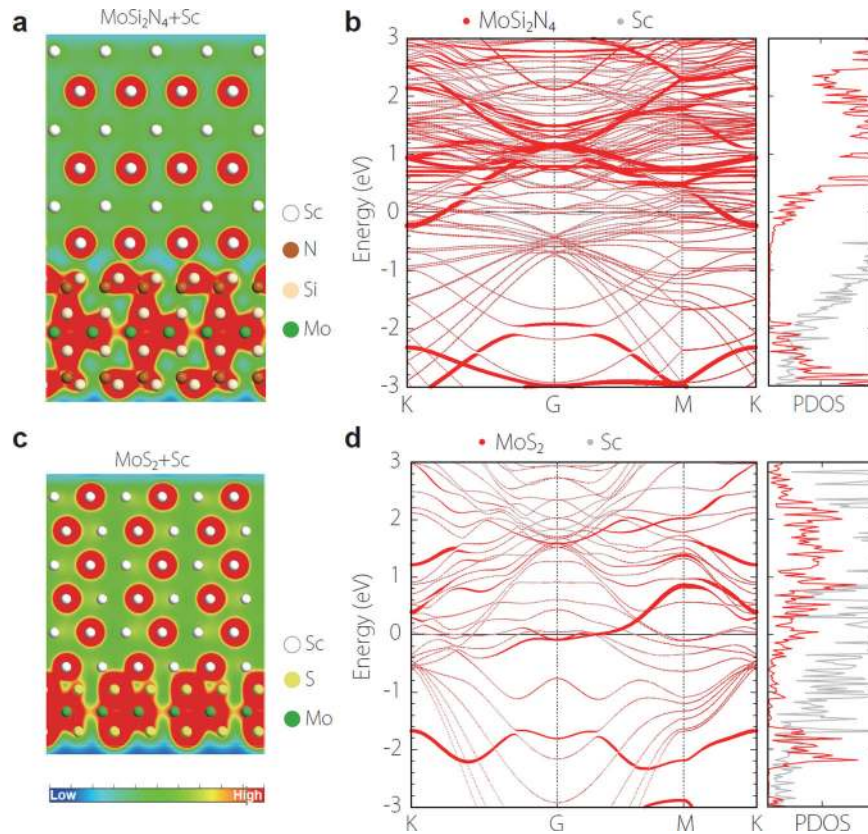 a
MoSi₂N₄+Sc
Sc
N
Si
Mo
b
MoSi₂N₄ Sc
Energy (eV)
3
2
1
0
-1
-2
-3
K G M K PDOS
c
MoS₂+Sc
Sc
S
Mo
Low High
d
MoS₂ Sc
Energy (eV)
3
2
1
0
-1
-2
-3
K G M K PDOS